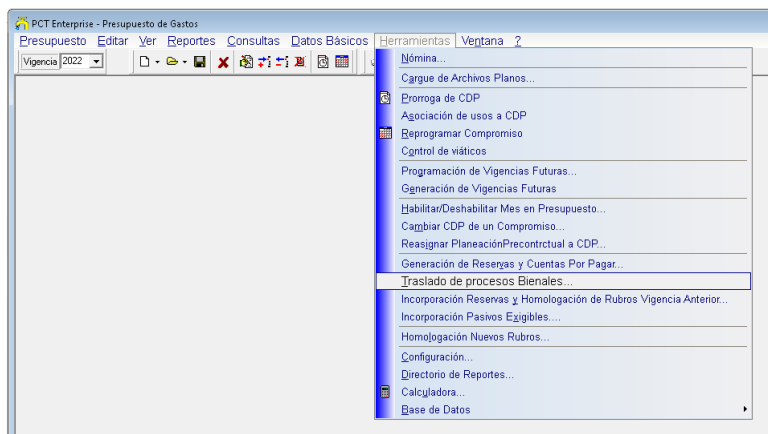 PCT Enterprise - Presupuesto de Gastos
Presupuesto Editar Ver Reportes Consultas Datos Básicos Herramientas Ventana ?
Vigencia 2022
Nómina...
Cargue de Archivos Planos...
Prorroga de CDP
Asociación de usos a CDP
Reprogramar Compromiso
Control de viáticos
Programación de Vigencias Futuras...
Generación de Vigencias Futuras
Habilitar/Deshabilitar Mes en Presupuesto...
Cambiar CDP de un Compromiso...
Reasignar PlaneaciónPrecontrctual a CDP...
Generación de Reservas y Cuentas Por Pagar...
Traslado de procesos Bienales...
Incorporación Reservas y Homologación de Rubros Vigencia Anterior...
Incorporación Pasivos Exigibles....
Homologación Nuevos Rubros...
Configuración...
Directorio de Reportes...
Calculadora...
Base de Datos